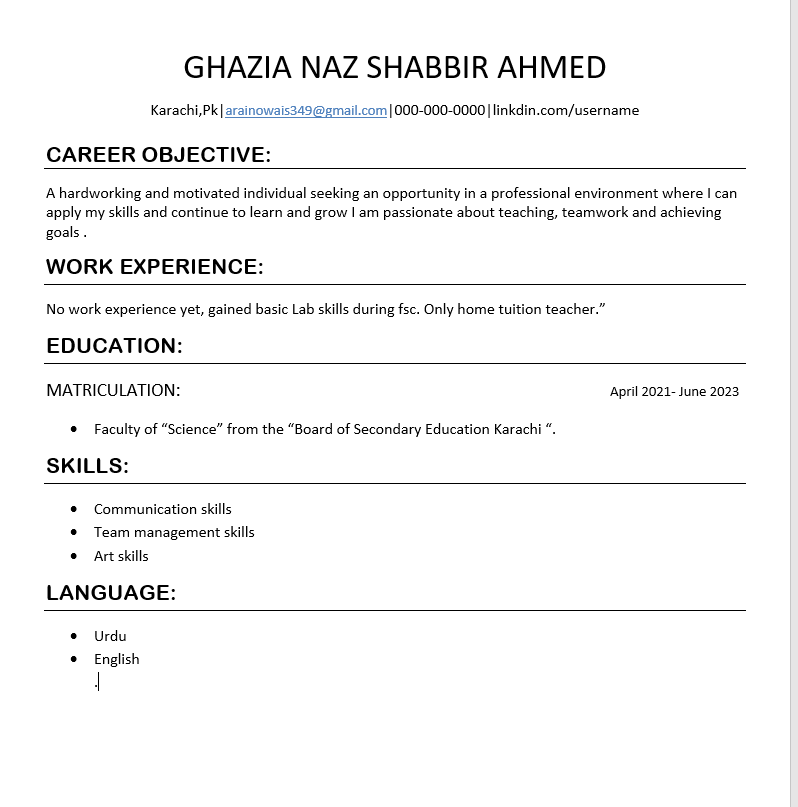 GHAZIA NAZ SHABBIR AHMED
Karachi,Pk|arainowais349@gmail.com|000-000-0000|linkdin.com/username
CAREER OBJECTIVE:
A hardworking and motivated individual seeking an opportunity in a professional environment where I can
apply my skills and continue to learn and grow I am passionate about teaching, teamwork and achieving
goals .
WORK EXPERIENCE:
No work experience yet, gained basic Lab skills during fsc. Only home tuition teacher.”
EDUCATION:
MATRICULATION: April 2021- June 2023
• Faculty of “Science” from the “Board of Secondary Education Karachi “.
SKILLS:
• Communication skills
• Team management skills
• Art skills
LANGUAGE:
• Urdu
• English
.